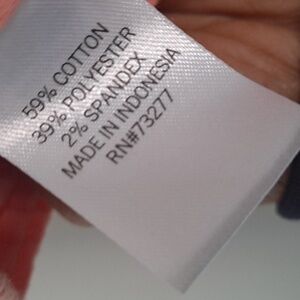 59% COTTON
39% POLYESTER
2% SPANDEX
MADE IN INDONESIA
RN#73277